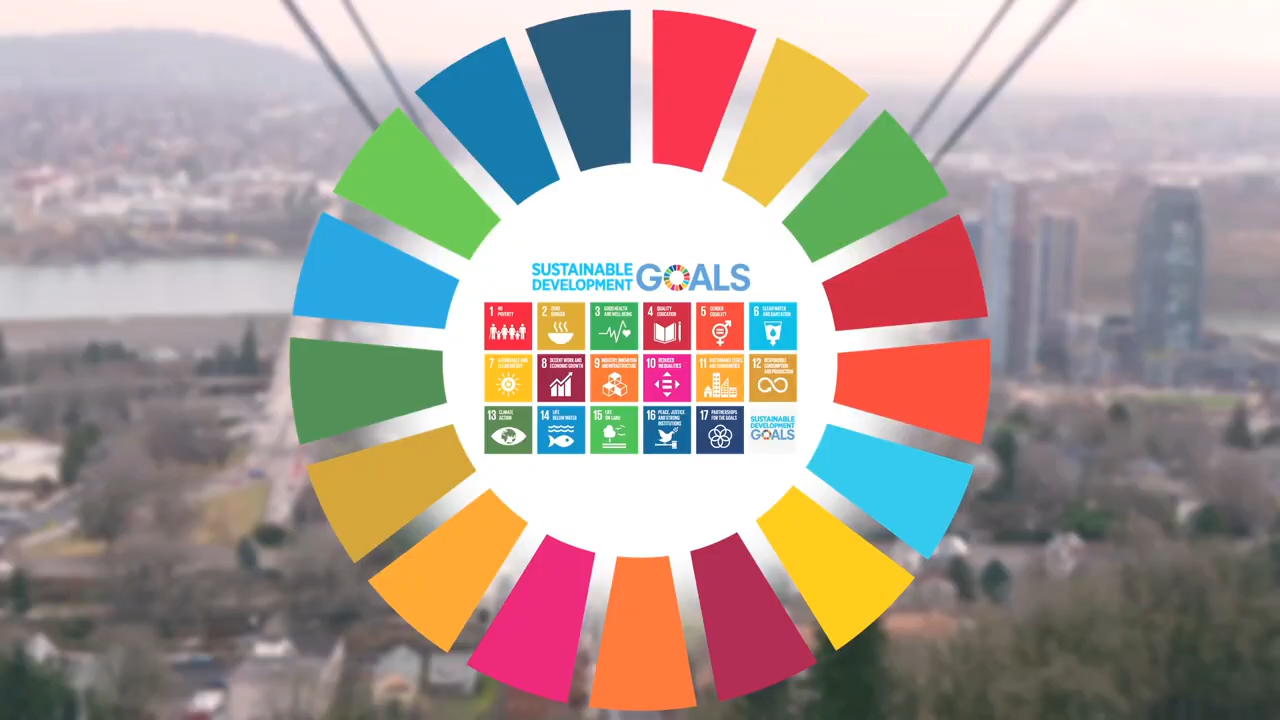 SUSTAINABLE
DEVELOPMENT
GOALS
1 NO
POVERTY
2 ZERO
HUNGER
3 GOOD HEALTH
AND WELL-BEING
4 QUALITY
EDUCATION
5 GENDER
EQUALITY
6 CLEAN WATER
AND SANITATION
7 AFFORDABLE AND
CLEAN ENERGY
8 DECENT WORK AND
ECONOMIC GROWTH
9 INDUSTRY, INNOVATION
AND INFRASTRUCTURE
10 REDUCED
INEQUALITIES
11 SUSTAINABLE CITIES
AND COMMUNITIES
12 RESPONSIBLE
CONSUMPTION
AND PRODUCTION
13 CLIMATE
ACTION
14 LIFE
BELOW WATER
15 LIFE
ON LAND
16 PEACE, JUSTICE
AND STRONG
INSTITUTIONS
17 PARTNERSHIPS
FOR THE GOALS
SUSTAINABLE
DEVELOPMENT
GOALS